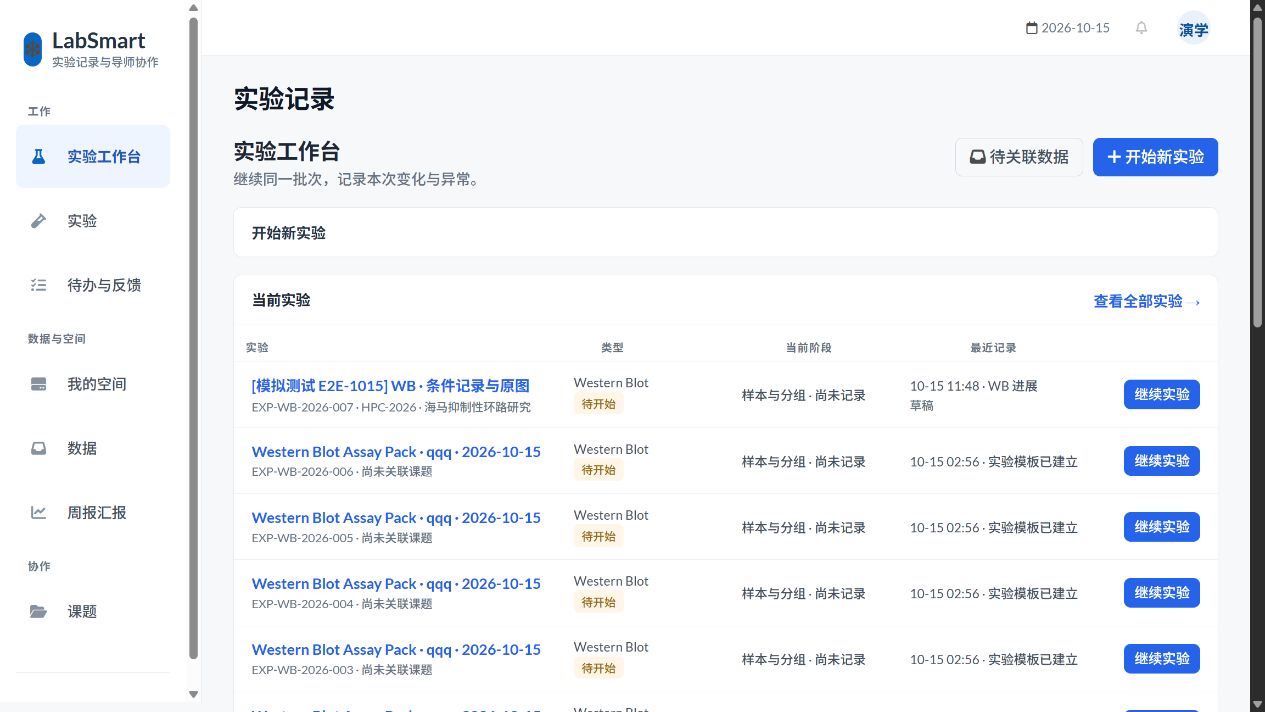 LabSmart
实验记录与导师协作
工作
实验工作台
实验
待办与反馈
数据与空间
我的空间
数据
周报汇报
协作
课题
2026-10-15
演学
实验记录
实验工作台
继续同一批次，记录本次变化与异常。
待关联数据
+ 开始新实验
开始新实验
当前实验
查看全部实验 →
实验 类型 当前阶段 最近记录
[模拟测试 E2E-1015] WB · 条件记录与原图
EXP-WB-2026-007 · HPC-2026 · 海马抑制性环路研究
Western Blot
待开始
样本与分组 · 尚未记录
10-15 11:48 · WB 进展
草稿
继续实验
Western Blot Assay Pack · qqq · 2026-10-15
EXP-WB-2026-006 · 尚未关联课题
Western Blot
待开始
样本与分组 · 尚未记录
10-15 02:56 · 实验模板已建立
继续实验
Western Blot Assay Pack · qqq · 2026-10-15
EXP-WB-2026-005 · 尚未关联课题
Western Blot
待开始
样本与分组 · 尚未记录
10-15 02:56 · 实验模板已建立
继续实验
Western Blot Assay Pack · qqq · 2026-10-15
EXP-WB-2026-004 · 尚未关联课题
Western Blot
待开始
样本与分组 · 尚未记录
10-15 02:56 · 实验模板已建立
继续实验
Western Blot Assay Pack · qqq · 2026-10-15
EXP-WB-2026-003 · 尚未关联课题
Western Blot
待开始
样本与分组 · 尚未记录
10-15 02:56 · 实验模板已建立
继续实验